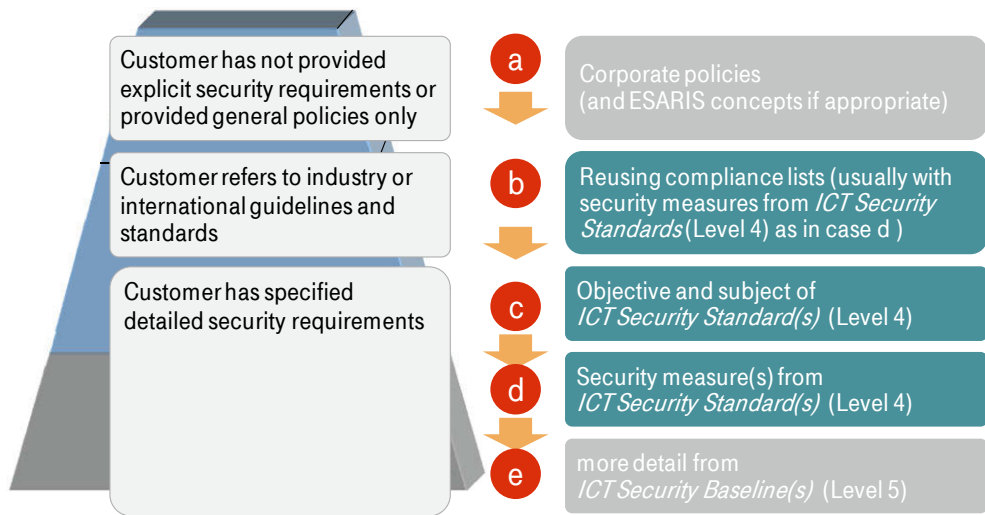 Customer has not provided
explicit security requirements or
provided general policies only
a
Corporate policies
(and ESARIS concepts if appropriate)
Customer refers to industry or
international guidelines and
standards
b
Reusing compliance lists (usually with
security measures from ICT Security
Standards (Level 4) as in case d )
Customer has specified
detailed security requirements
c
Objective and subject of
ICT Security Standard(s) (Level 4)
d
Security measure(s) from
ICT Security Standard(s) (Level 4)
e
more detail from
ICT Security Baseline(s) (Level 5)